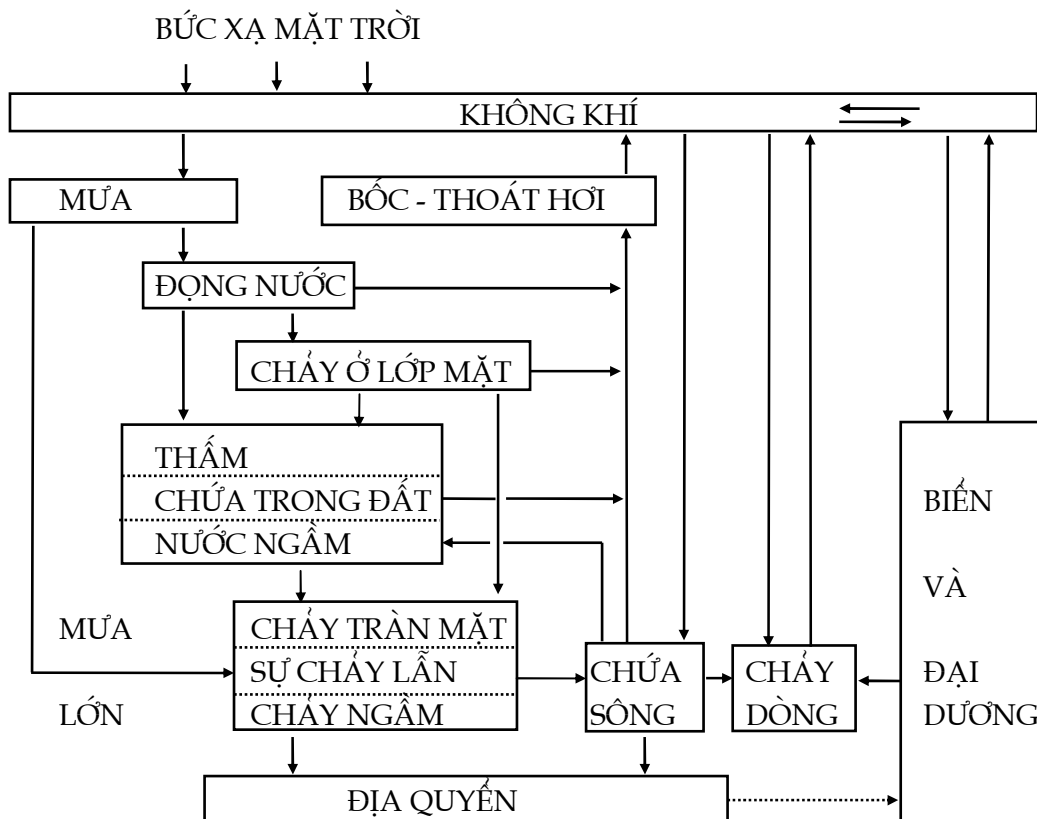 BỨC XẠ MẶT TRỜI
KHÔNG KHÍ
MƯA
BỐC - THOÁT HƠI
ĐỌNG NƯỚC
CHẢY Ở LỚP MẶT
THẤM
CHỨA TRONG ĐẤT
NƯỚC NGẦM
MƯA
LỚN
CHẢY TRÀN MẶT
SỰ CHẢY LẪN
CHẢY NGẦM
CHỨA
SÔNG
CHẢY
DÒNG
BIỂN
VÀ
ĐẠI
DƯƠNG
ĐỊA QUYỂN